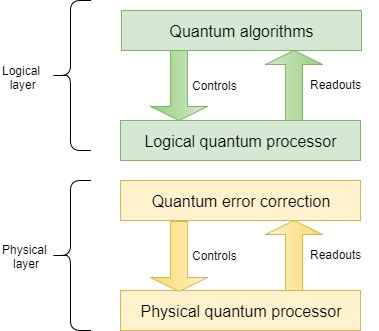 Quantum algorithms
Logical
layer
Controls
Readouts
Logical quantum processor
Quantum error correction
Physical
layer
Controls
Readouts
Physical quantum processor